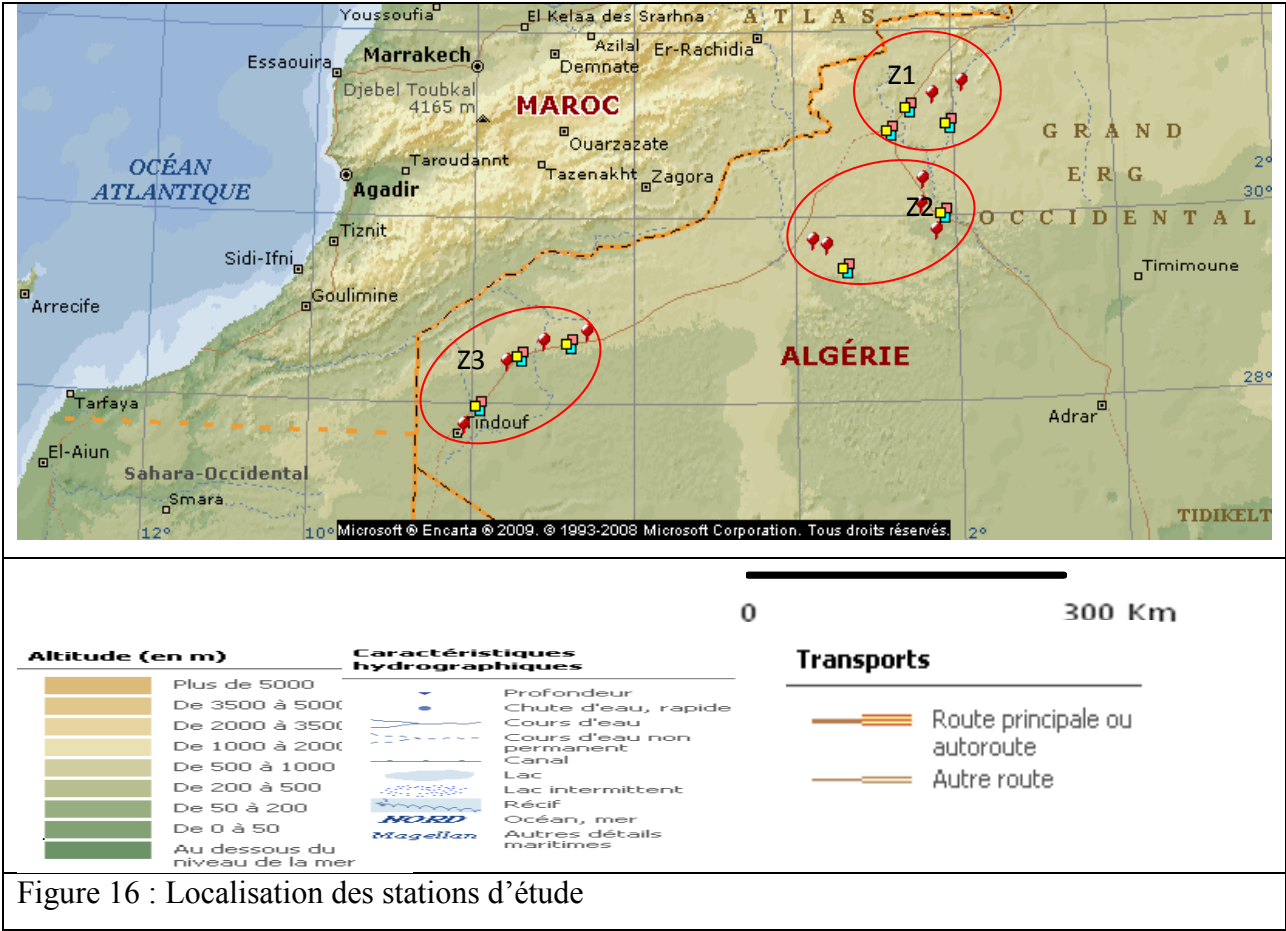 Youssoufia
El Kelaa des Srarhna
ATLAS
Azilal
Er-Rachidia
Marrakech
Essaouira
Demnate
Djebel Toubkal
4165 m
MAROC
Z1
Ouarzazate
GRAND
OCÉAN
ATLANTIQUE
Taroudannt
Tazenakht
Zagora
ERG
2°
30°
Agadir
Z2
OCCIDENTAL
Tiznit
Sidi-Ifni
Timimoune
Goulimine
Arrecife
Z3
ALGÉRIE
28°
Tarfaya
Tindouf
Adrar
El-Aiun
Sahara-Occidental
Smara
TIDIKELT
12°
10°
Microsoft ® Encarta ® 2009. © 1993-2008 Microsoft Corporation. Tous droits réservés.
2°
0
300 Km
Altitude (en m)
Plus de 5000
De 3500 à 5000
De 2000 à 3500
De 1000 à 2000
De 500 à 1000
De 200 à 500
De 50 à 200
De 0 à 50
Au dessous du
niveau de la mer
Caractéristiques
hydrographiques
Profondeur
Chute d'eau, rapide
Cours d'eau
Cours d'eau non
permanent
Canal
Lac
Lac intermittent
Récif
NORD Océan, mer
Magellan Autres détails
maritimes
Transports
Route principale ou
autoroute
Autre route
Figure 16 : Localisation des stations d’étude